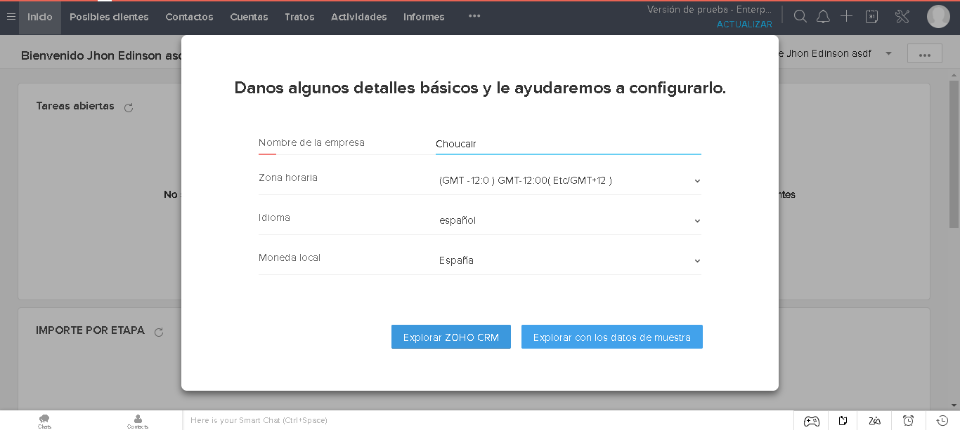 Inicio Posibles clientes Contactos Cuentas Tratos Actividades Informes ...
Versión de prueba - Enterp...
ACTUALIZAR
Bienvenido Jhon Edinson asd
e Jhon Edinson asdf
Tareas abiertas
Danos algunos detalles básicos y le ayudaremos a configurarlo.
Nombre de la empresa Choucair
Zona horaria (GMT -12:0 ) GMT-12:00( Etc/GMT+12 )
No
ntes
Idioma español
Moneda local España
IMPORTE POR ETAPA
Explorar ZOHO CRM Explorar con los datos de muestra
Chats Contacts Here is your Smart Chat (Ctrl+Space)